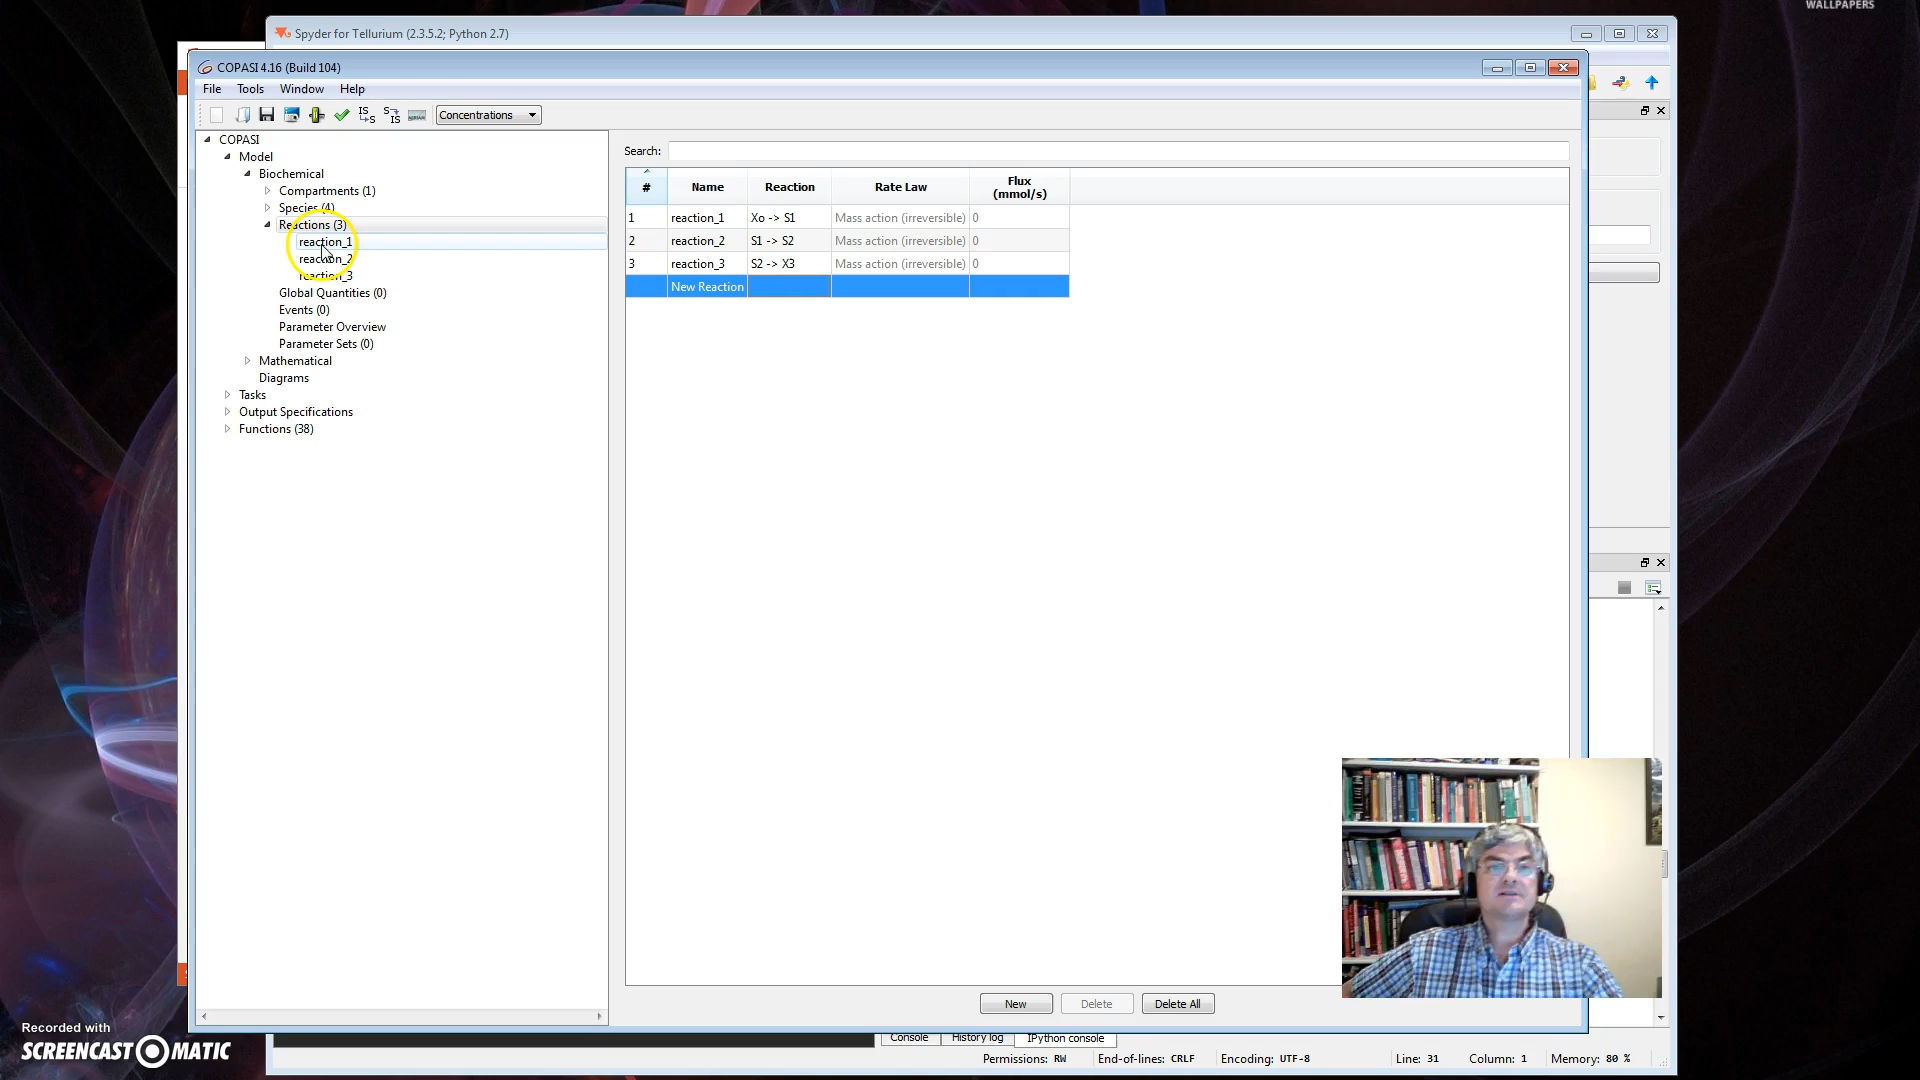 WALLPAPERS
Spyder for Tellurium (2.3.5.2; Python 2.7)
COPASI 4.16 (Build 104)
File Tools Window Help
Concentrations
COPASI
Model
Biochemical
Compartments (1)
Species (4)
Reactions (3)
reaction_1
reaction_2
reaction_3
Global Quantities (0)
Events (0)
Parameter Overview
Parameter Sets (0)
Mathematical
Diagrams
Tasks
Output Specifications
Functions (38)
Search:
# Name Reaction Rate Law Flux
(mmol/s)
1 reaction_1 Xo -> S1 Mass action (irreversible) 0
2 reaction_2 S1 -> S2 Mass action (irreversible) 0
3 reaction_3 S2 -> X3 Mass action (irreversible) 0
New Reaction
New Delete Delete All
Console History log IPython console
Permissions: RW End-of-lines: CRLF Encoding: UTF-8 Line: 31 Column: 1 Memory: 80 %
Recorded with
SCREENCAST MATIC